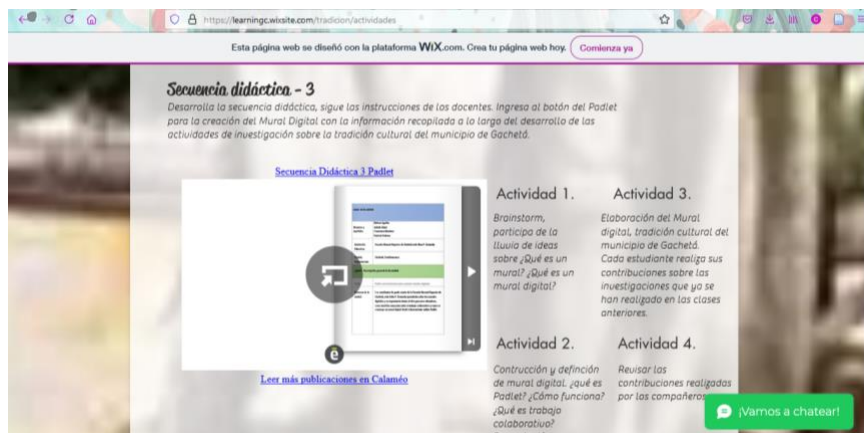 https://learningc.wixsite.com/tradicion/actividades
Esta página web se diseñó con la plataforma WiX.com. Crea tu página web hoy. Comienza ya
Secuencia didáctica - 3
Desarrolla la secuencia didáctica, sigue las instrucciones de los docentes. Ingresa al botón del Padlet
para la creación del Mural Digital con la información recopilada a lo largo del desarrollo de las
actividades de investigación sobre la tradición cultural del municipio de Gachetá.
Secuencia Didáctica 3 Padlet
Leer más publicaciones en Calaméo
Actividad 1.
Brainstorm,
participa de la
lluvia de ideas
sobre ¿Qué es un
mural? ¿Qué es un
mural digital?
Actividad 3.
Elaboración del Mural
digital, tradición cultural del
municipio de Gachetá.
Cada estudiante realiza sus
contribuciones sobre las
investigaciones que ya se
han realizado en las clases
anteriores.
Actividad 2.
Contrucción y definción
de mural digital. ¿qué es
Padlet? ¿Cómo funciona?
¿Qué es trabajo
colaborativo?
Actividad 4.
Revisar las
contribuciones realizadas
por los compañeros
¡Vamos a chatear!